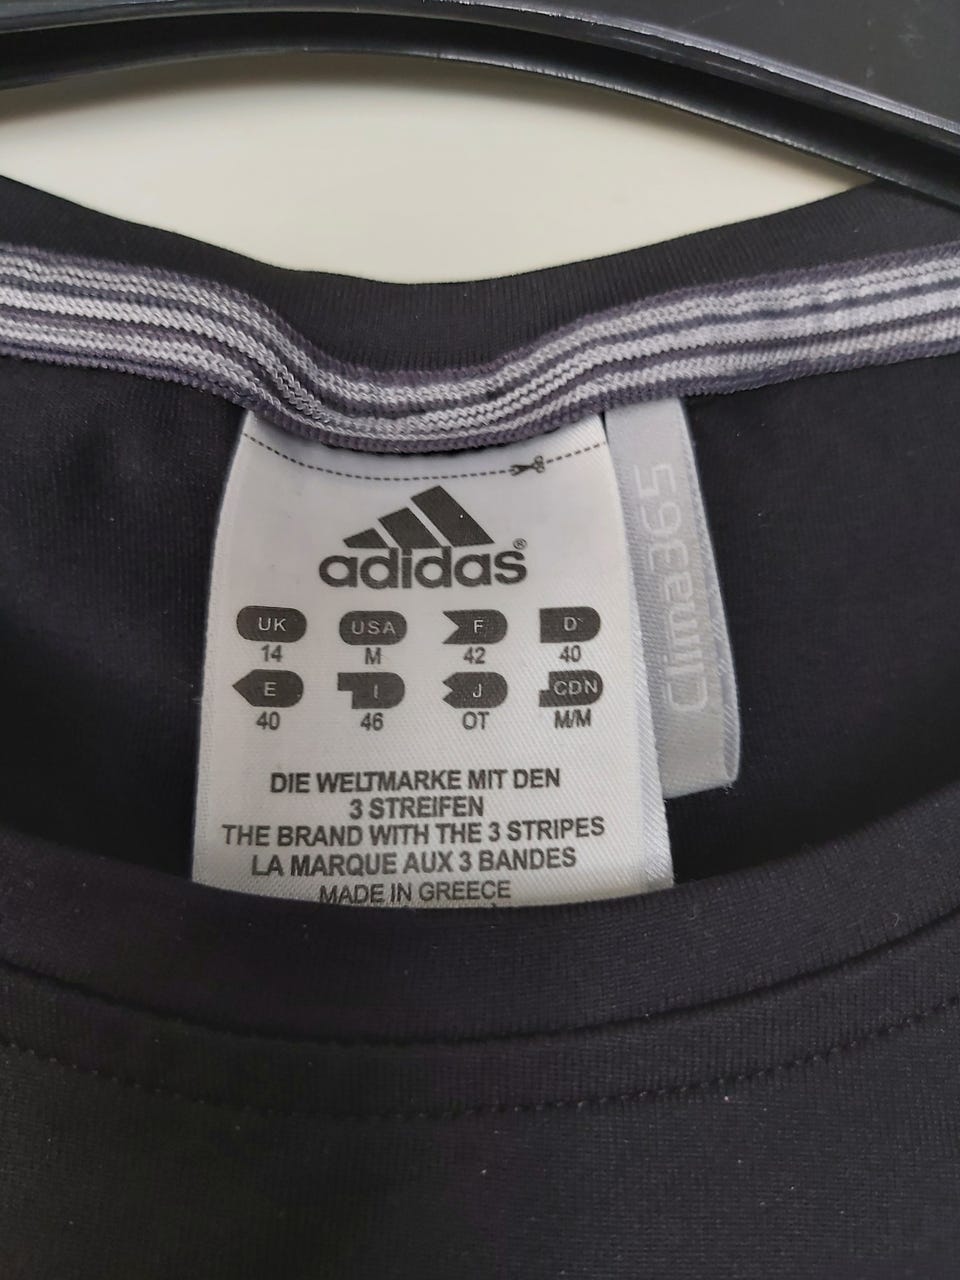 adidas®
UK USA F D
14 M 42 40
E I J CDN
40 46 OT M/M
DIE WELTMARKE MIT DEN
3 STREIFEN
THE BRAND WITH THE 3 STRIPES
LA MARQUE AUX 3 BANDES
MADE IN GREECE
Clima365